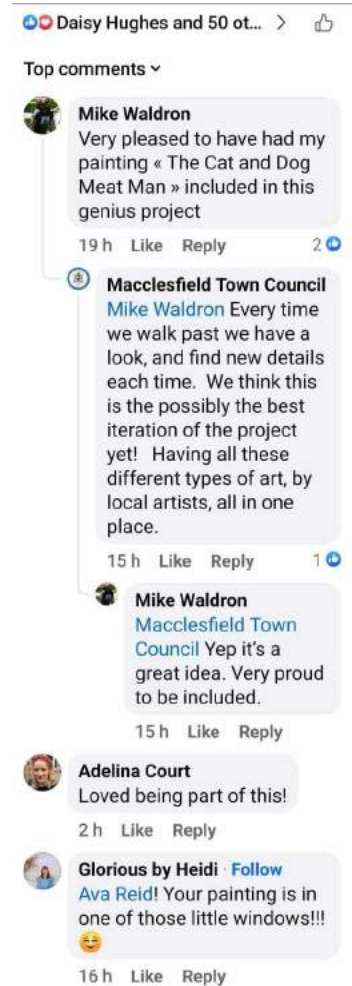 Daisy Hughes and 50 ot...
Top comments
Mike Waldron
Very pleased to have had my
painting « The Cat and Dog
Meat Man » included in this
genius project
19 h Like Reply 2
Macclesfield Town Council
Mike Waldron Every time
we walk past we have a
look, and find new details
each time. We think this
is the possibly the best
iteration of the project
yet! Having all these
different types of art, by
local artists, all in one
place.
15 h Like Reply 1
Mike Waldron
Macclesfield Town
Council Yep it's a
great idea. Very proud
to be included.
15 h Like Reply
Adelina Court
Loved being part of this!
2 h Like Reply
Glorious by Heidi · Follow
Ava Reid! Your painting is in
one of those little windows!!!
😊
16 h Like Reply